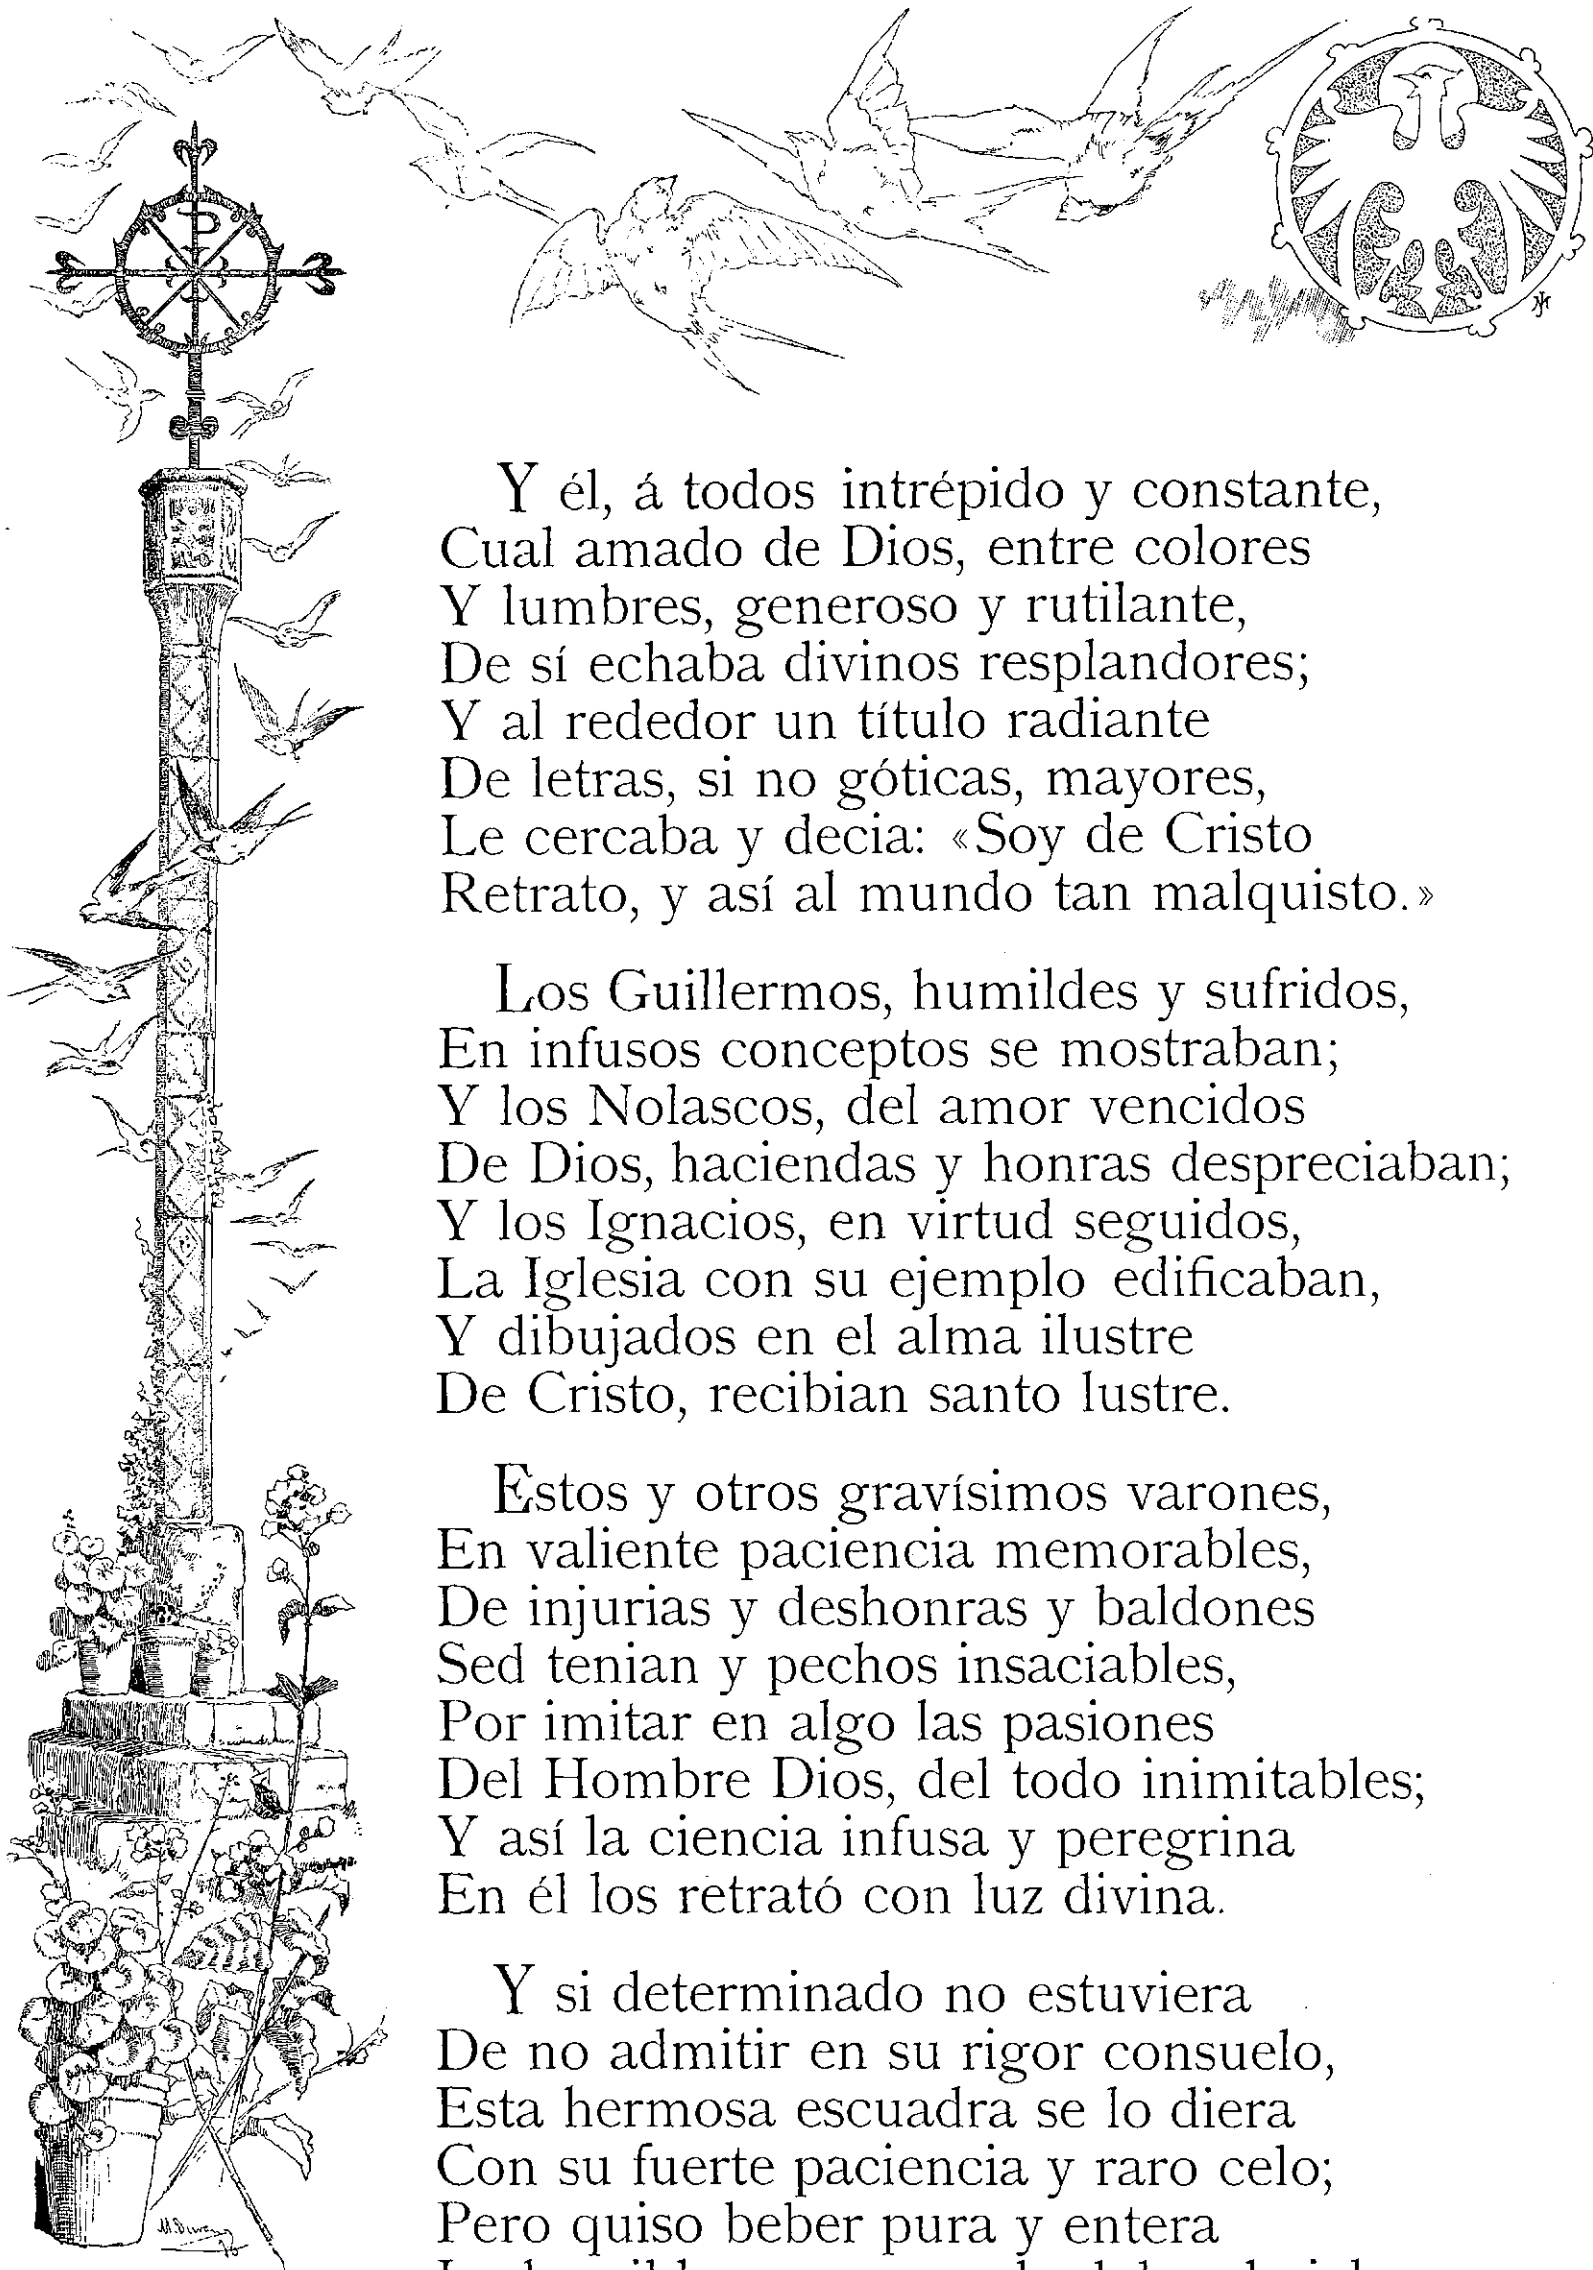 Y él, á todos intrépido y constante,
Cual amado de Dios, entre colores
Y lumbres, generoso y rutilante,
De sí echaba divinos resplandores;
Y al rededor un título radiante
De letras, si no góticas, mayores,
Le cercaba y decia: «Soy de Cristo
Retrato, y así al mundo tan malquisto.»
Los Guillermos, humildes y sufridos,
En infusos conceptos se mostraban;
Y los Nolascos, del amor vencidos
De Dios, haciendas y honras despreciaban;
Y los Ignacios, en virtud seguidos,
La Iglesia con su ejemplo edificaban,
Y dibujados en el alma ilustre
De Cristo, recibian santo lustre.
Estos y otros gravísimos varones,
En valiente paciencia memorables,
De injurias y deshonras y baldones
Sed tenian y pechos insaciables,
Por imitar en algo las pasiones
Del Hombre Dios, del todo inimitables;
Y así la ciencia infusa y peregrina
En él los retrató con luz divina.
Y si determinado no estuviera
De no admitir en su rigor consuelo,
Esta hermosa escuadra se lo diera
Con su fuerte paciencia y raro celo;
Pero quiso beber pura y entera